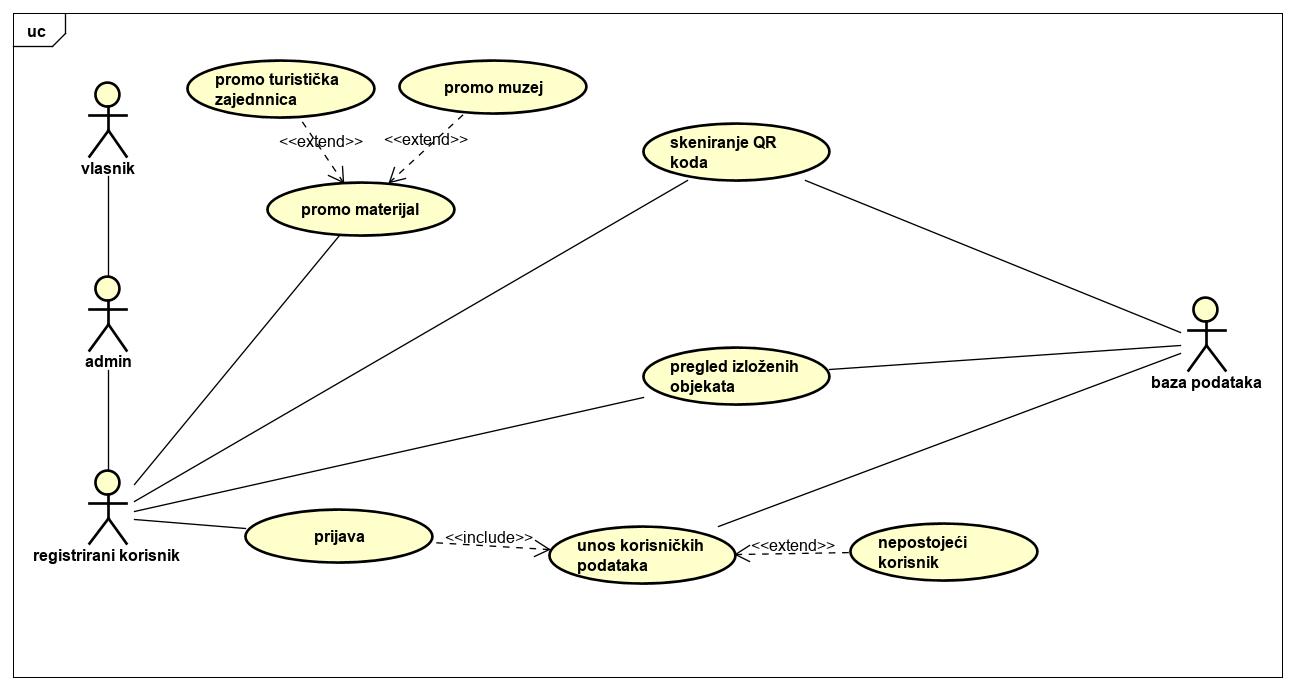 uc
promo turistička
zajednnica
promo muzej
<<extend>>
<<extend>>
skeniranje QR
koda
vlasnik
promo materijal
admin
pregled izloženih
objekata
baza podataka
registrirani korisnik
prijava
<<include>>
unos korisničkih
podataka
<<extend>>
nepostojeći
korisnik